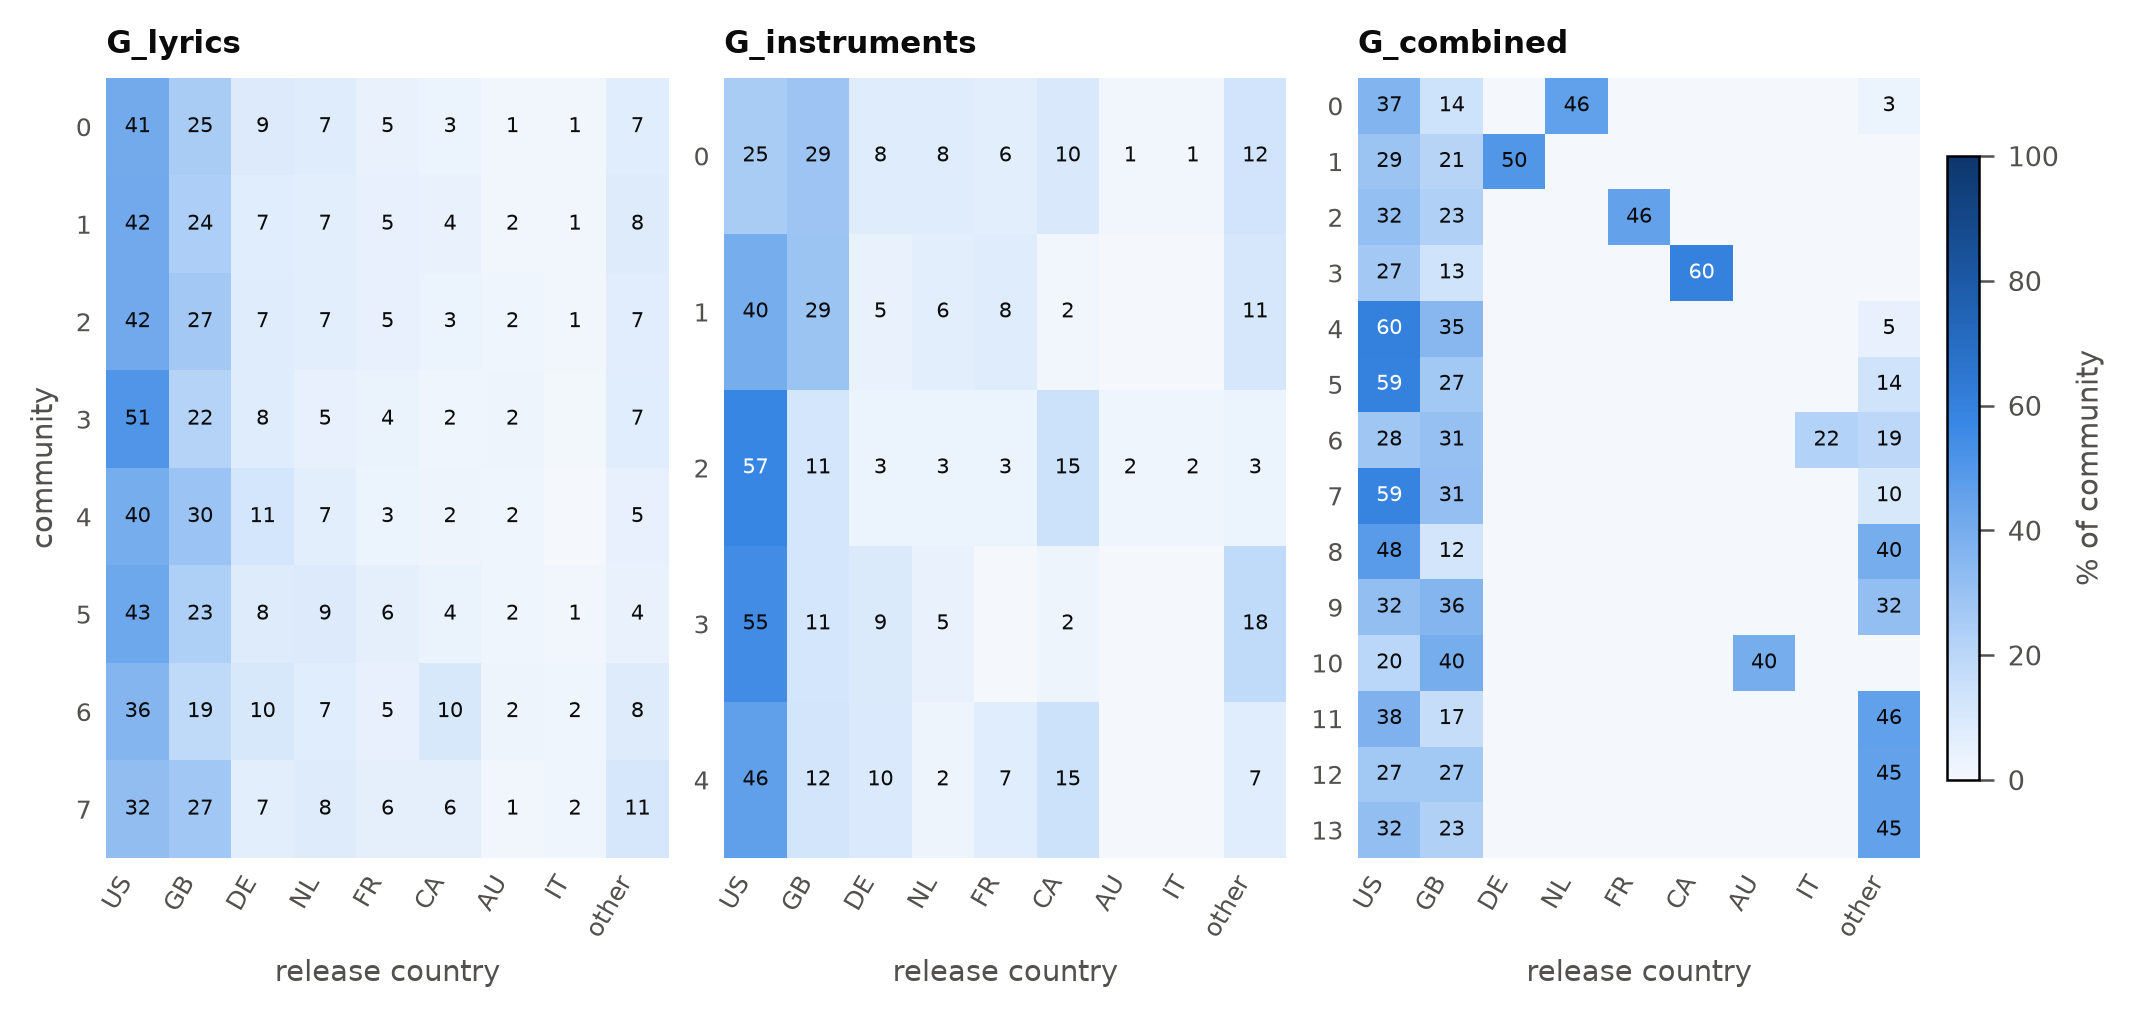 G_lyrics G_instruments G_combined
community
0 41 25 9 7 5 3 1 1 7
1 42 24 7 7 5 4 2 1 8
2 42 27 7 7 5 3 2 1 7
3 51 22 8 5 4 2 2 7
4 40 30 11 7 3 2 2 5
5 43 23 8 9 6 4 2 1 4
6 36 19 10 7 5 10 2 2 8
7 32 27 7 8 6 6 1 2 11
US GB DE NL FR CA AU IT other
release country
0 25 29 8 8 6 10 1 1 12
1 40 29 5 6 8 2 11
2 57 11 3 3 3 15 2 2 3
3 55 11 9 5 2 18
4 46 12 10 2 7 15 7
US GB DE NL FR CA AU IT other
release country
0 37 14 46 3
1 29 21 50
2 32 23 46
3 27 13 60
4 60 35 5
5 59 27 14
6 28 31 22 19
7 59 31 10
8 48 12 40
9 32 36 32
10 20 40 40
11 38 17 46
12 27 27 45
13 32 23 45
US GB DE NL FR CA AU IT other
release country
100
80
60
40
20
0
% of community